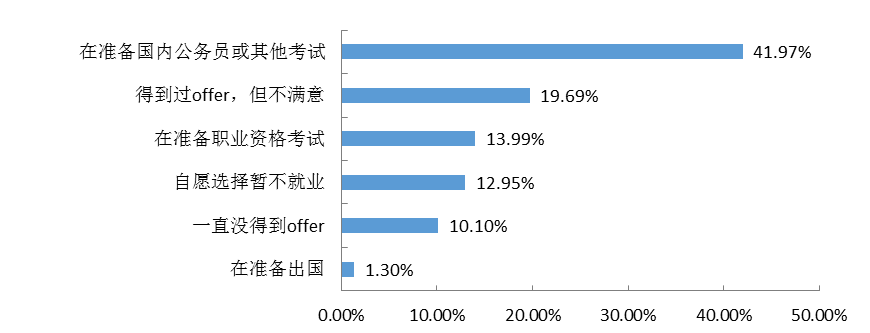 在准备国内公务员或其他考试 41.97%
得到过offer，但不满意 19.69%
在准备职业资格考试 13.99%
自愿选择暂不就业 12.95%
一直没得到offer 10.10%
在准备出国 1.30%
0.00% 10.00% 20.00% 30.00% 40.00% 50.00%